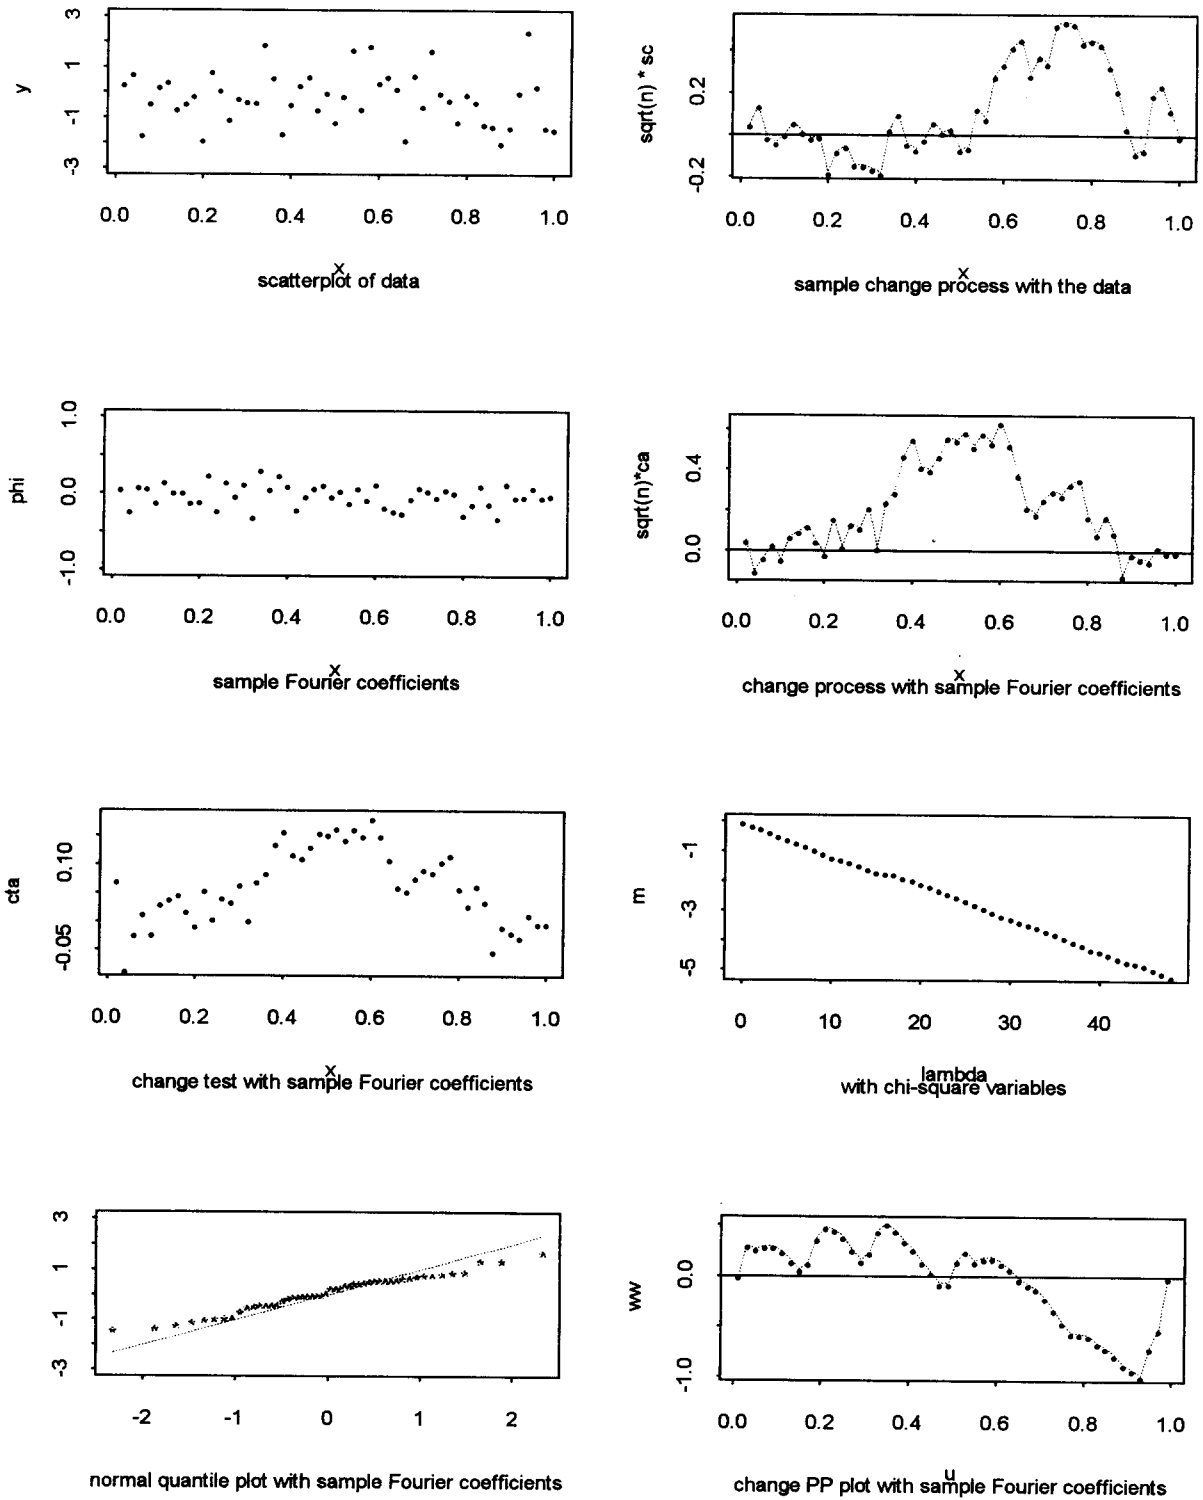 y
3
1
-1
-3
0.0 0.2 0.4 0.6 0.8 1.0
x
scatterplot of data
sqrt(n) * sc
0.2
-0.2
0.0 0.2 0.4 0.6 0.8 1.0
x
sample change process with the data
phi
1.0
0.0
-1.0
0.0 0.2 0.4 0.6 0.8 1.0
x
sample Fourier coefficients
sqrt(n)*ca
0.4
0.0
0.0 0.2 0.4 0.6 0.8 1.0
x
change process with sample Fourier coefficients
cta
0.10
-0.05
0.0 0.2 0.4 0.6 0.8 1.0
x
change test with sample Fourier coefficients
m
-1
-3
-5
0 10 20 30 40
lambda
with chi-square variables
3
1
-1
-3
-2 -1 0 1 2
normal quantile plot with sample Fourier coefficients
ww
0.0
-1.0
0.0 0.2 0.4 0.6 0.8 1.0
u
change PP plot with sample Fourier coefficients